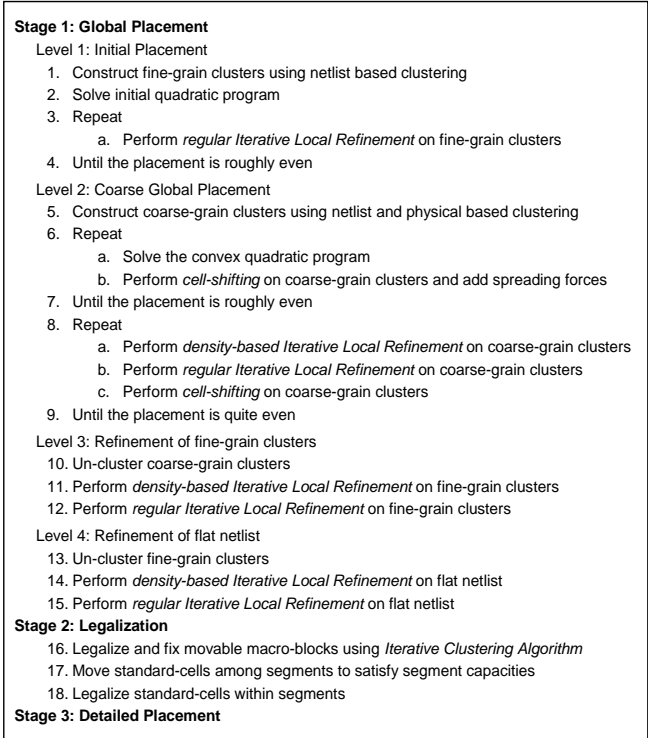 Stage 1: Global Placement
Level 1: Initial Placement
1. Construct fine-grain clusters using netlist based clustering
2. Solve initial quadratic program
3. Repeat
a. Perform regular Iterative Local Refinement on fine-grain clusters
4. Until the placement is roughly even
Level 2: Coarse Global Placement
5. Construct coarse-grain clusters using netlist and physical based clustering
6. Repeat
a. Solve the convex quadratic program
b. Perform cell-shifting on coarse-grain clusters and add spreading forces
7. Until the placement is roughly even
8. Repeat
a. Perform density-based Iterative Local Refinement on coarse-grain clusters
b. Perform regular Iterative Local Refinement on coarse-grain clusters
c. Perform cell-shifting on coarse-grain clusters
9. Until the placement is quite even
Level 3: Refinement of fine-grain clusters
10. Un-cluster coarse-grain clusters
11. Perform density-based Iterative Local Refinement on fine-grain clusters
12. Perform regular Iterative Local Refinement on fine-grain clusters
Level 4: Refinement of flat netlist
13. Un-cluster fine-grain clusters
14. Perform density-based Iterative Local Refinement on flat netlist
15. Perform regular Iterative Local Refinement on flat netlist
Stage 2: Legalization
16. Legalize and fix movable macro-blocks using Iterative Clustering Algorithm
17. Move standard-cells among segments to satisfy segment capacities
18. Legalize standard-cells within segments
Stage 3: Detailed Placement